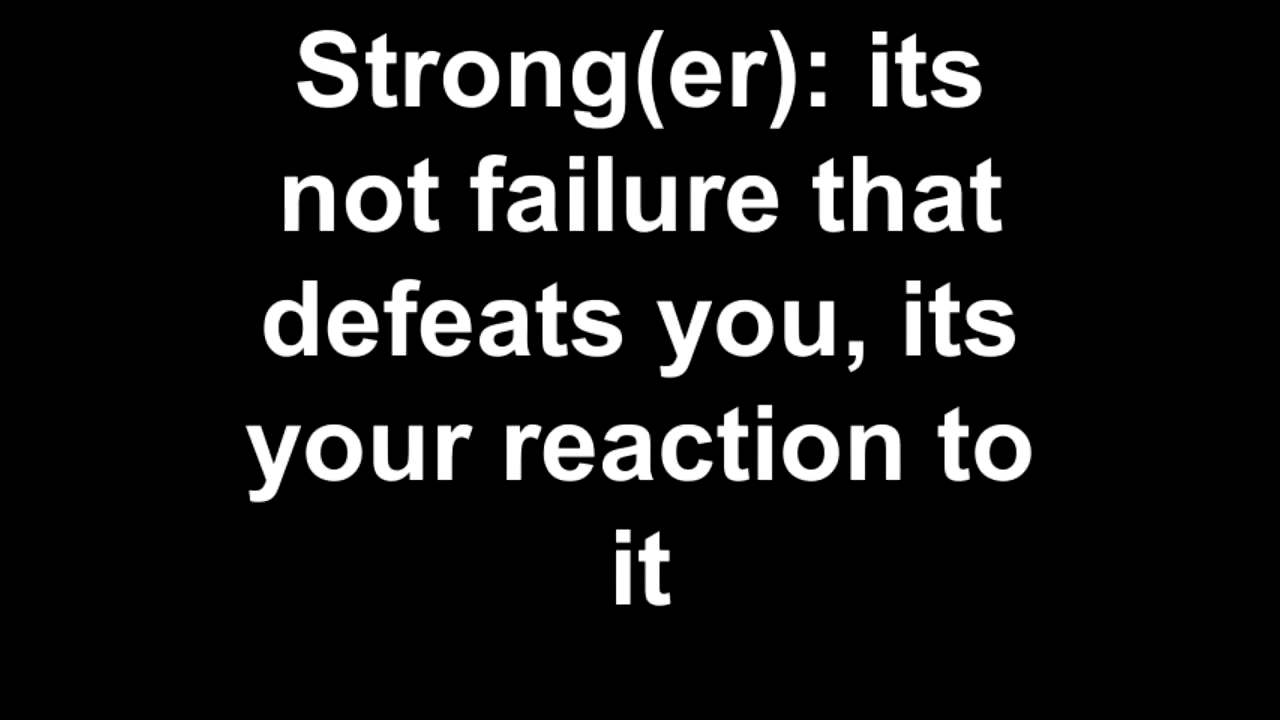 Strong(er): its
not failure that
defeats you, its
your reaction to
it